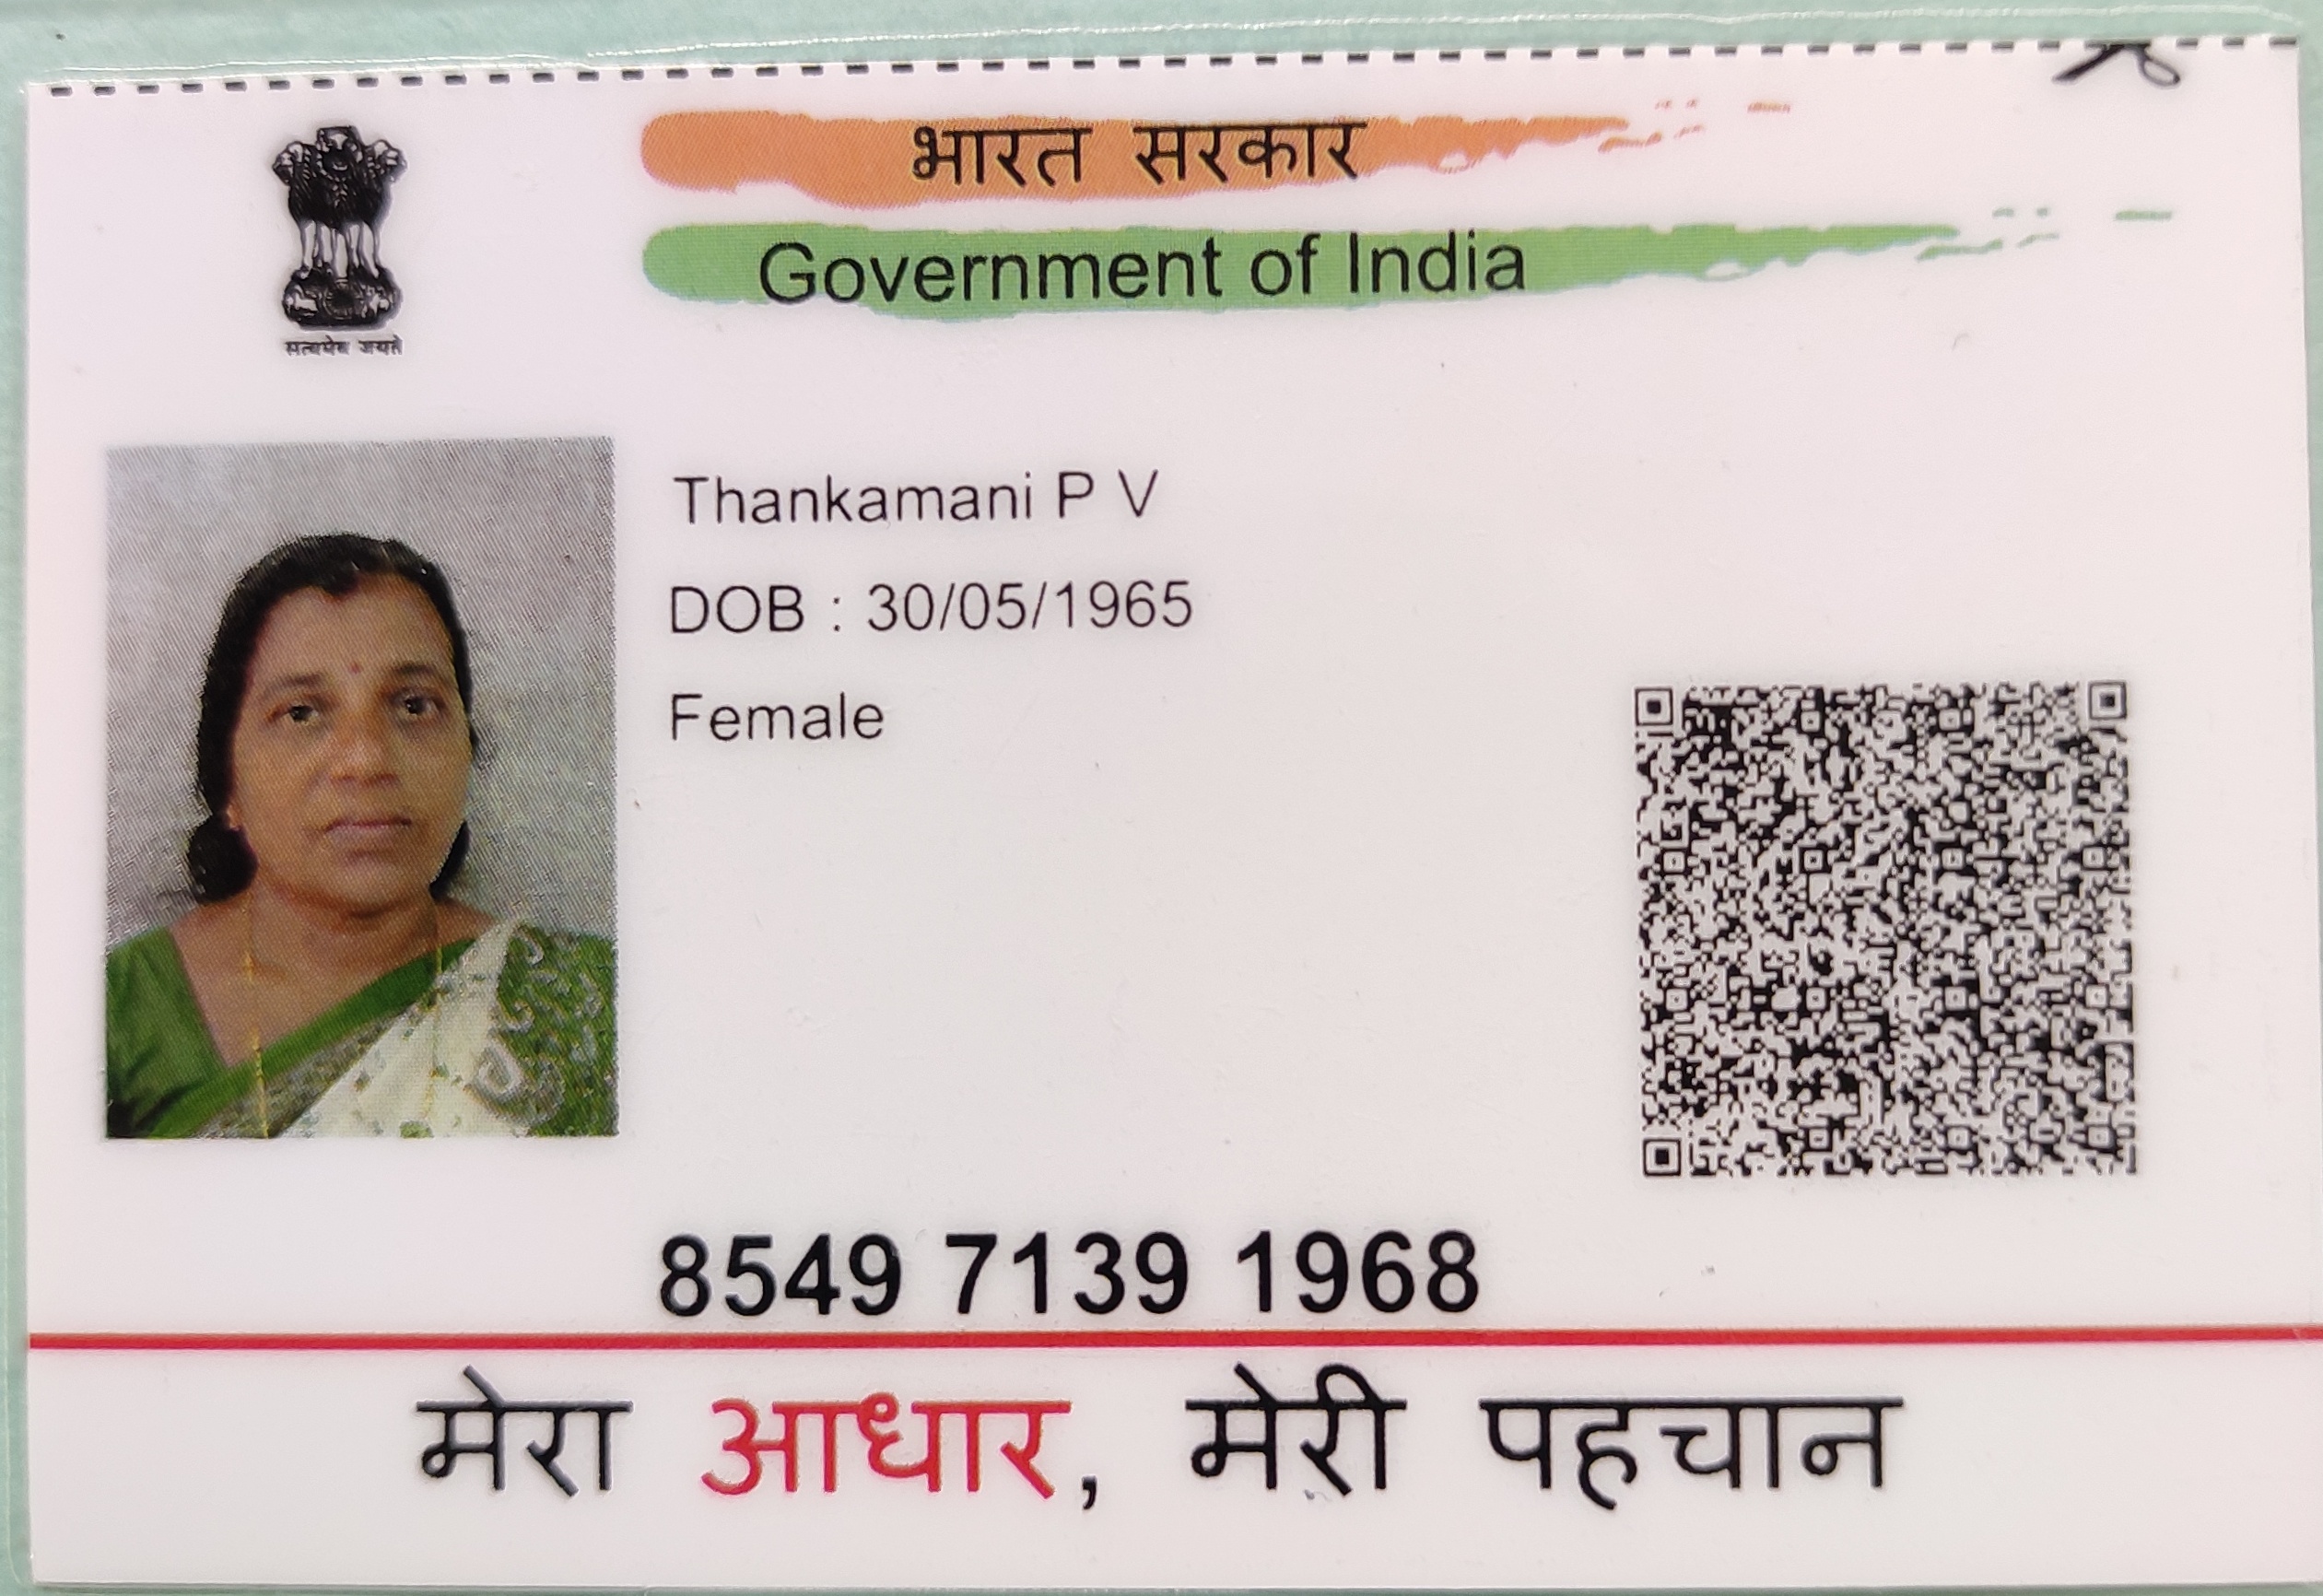 भारत सरकार
Government of India
सत्यमेव जयते
Thankamani P V
DOB : 30/05/1965
Female
8549 7139 1968
मेरा आधार, मेरी पहचान